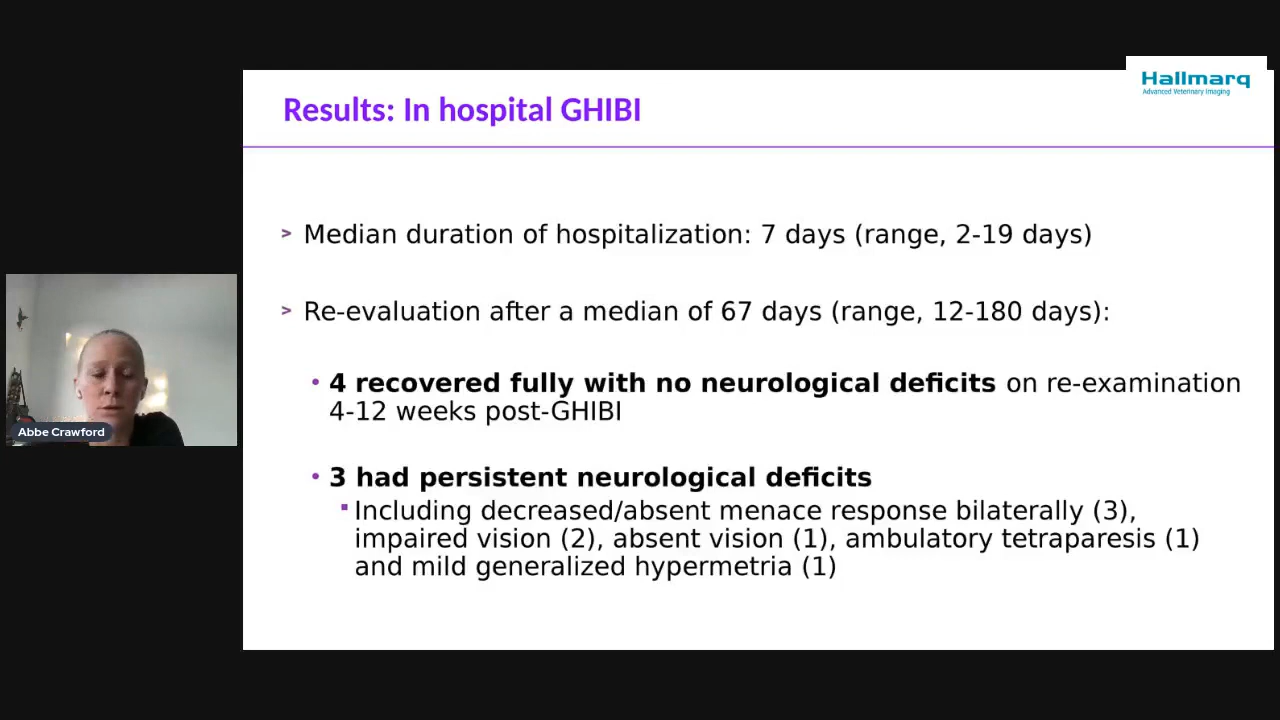 Hallmarq
Advanced Veterinary Imaging
Results: In hospital GHIBI
> Median duration of hospitalization: 7 days (range, 2-19 days)
> Re-evaluation after a median of 67 days (range, 12-180 days):
• 4 recovered fully with no neurological deficits on re-examination
4-12 weeks post-GHIBI
• 3 had persistent neurological deficits
▪ Including decreased/absent menace response bilaterally (3),
impaired vision (2), absent vision (1), ambulatory tetraparesis (1)
and mild generalized hypermetria (1)
Abbe Crawford